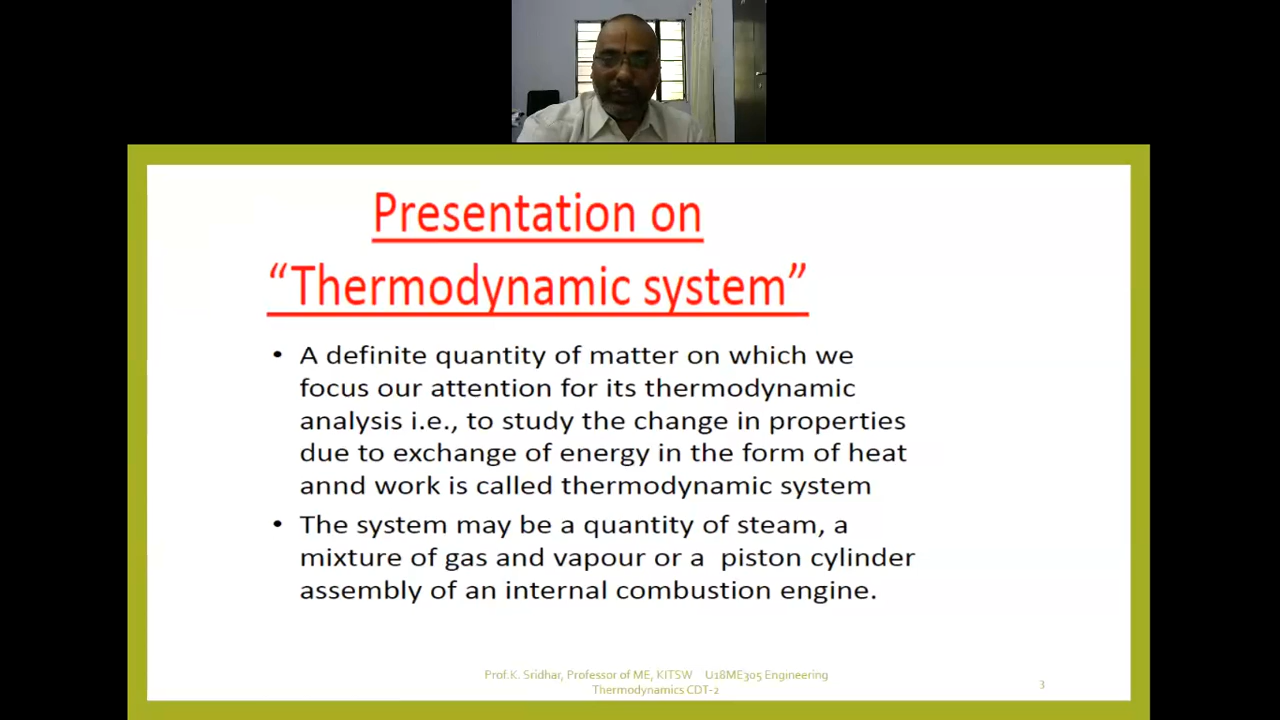 Presentation on
“Thermodynamic system”
• A definite quantity of matter on which we
focus our attention for its thermodynamic
analysis i.e., to study the change in properties
due to exchange of energy in the form of heat
annd work is called thermodynamic system
• The system may be a quantity of steam, a
mixture of gas and vapour or a piston cylinder
assembly of an internal combustion engine.
Prof.K. Sridhar, Professor of ME, KITSW U18ME305 Engineering
Thermodynamics CDT-2
3